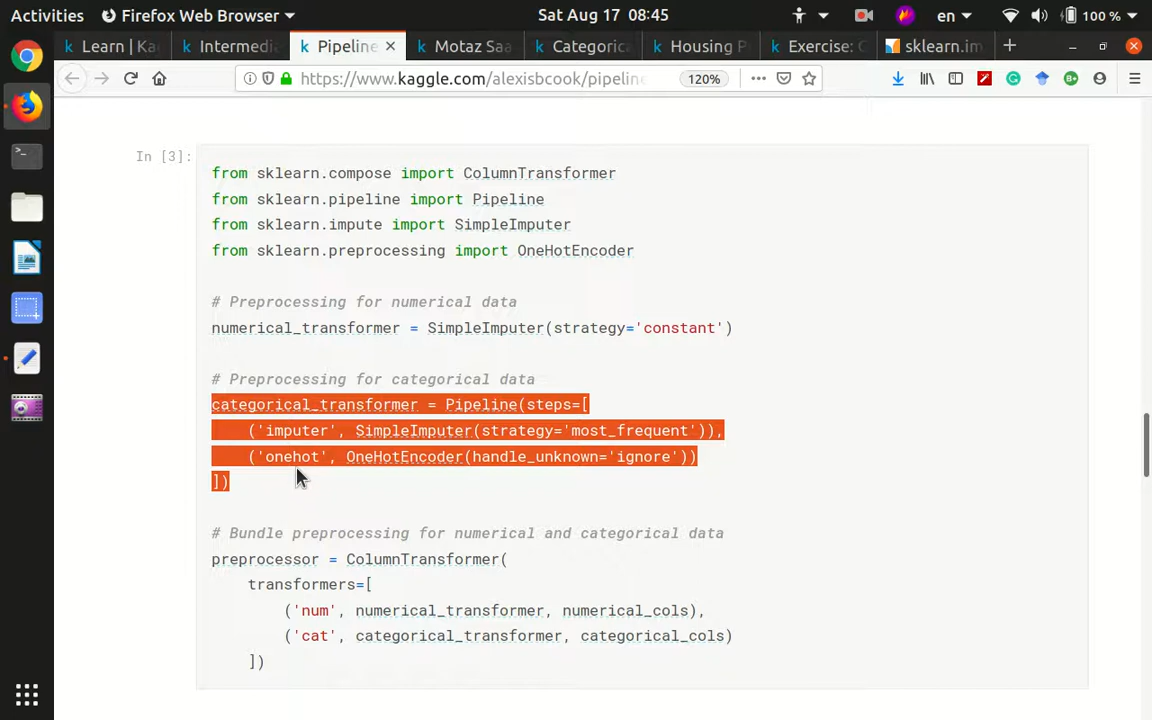 Activities Firefox Web Browser Sat Aug 17 08:45 en 100 %
Learn | Ka Intermedi Pipeline Motaz Saa Categoric Housing P Exercise: C sklearn.im
https://www.kaggle.com/alexisbcook/pipeline 120%
In [3]:
from sklearn.compose import ColumnTransformer
from sklearn.pipeline import Pipeline
from sklearn.impute import SimpleImputer
from sklearn.preprocessing import OneHotEncoder
# Preprocessing for numerical data
numerical_transformer = SimpleImputer(strategy='constant')
# Preprocessing for categorical data
categorical_transformer = Pipeline(steps=[
('imputer', SimpleImputer(strategy='most_frequent')),
('onehot', OneHotEncoder(handle_unknown='ignore'))
])
# Bundle preprocessing for numerical and categorical data
preprocessor = ColumnTransformer(
transformers=[
('num', numerical_transformer, numerical_cols),
('cat', categorical_transformer, categorical_cols)
])